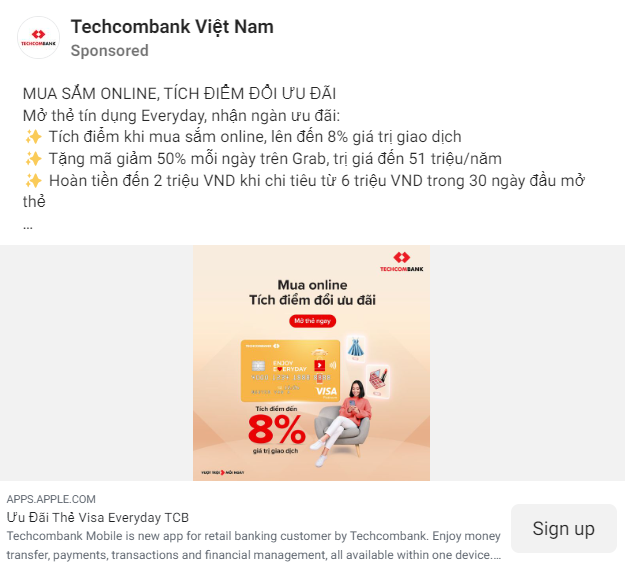 Techcombank Việt Nam
TECHCOMBANK
Sponsored
MUA SẮM ONLINE, TÍCH ĐIỂM ĐỔI ƯU ĐÃI
Mở thẻ tín dụng Everyday, nhận ngàn ưu đãi:
✨ Tích điểm khi mua sắm online, lên đến 8% giá trị giao dịch
✨ Tặng mã giảm 50% mỗi ngày trên Grab, trị giá đến 51 triệu/năm
✨ Hoàn tiền đến 2 triệu VND khi chi tiêu từ 6 triệu VND trong 30 ngày đầu mở
thẻ
...
TECHCOMBANK
Mua online
Tích điểm đổi ưu đãi
Mở thẻ ngay
TECHCOMBANK
ENJOY
EVERYDAY
VISA
Tích điểm đến
8%
giá trị giao dịch
VƯỢT TRỘI MỖI NGÀY
APPS.APPLE.COM
Ưu Đãi Thẻ Visa Everyday TCB
Techcombank Mobile is new app for retail banking customer by Techcombank. Enjoy money
transfer, payments, transactions and financial management, all available within one device....
Sign up